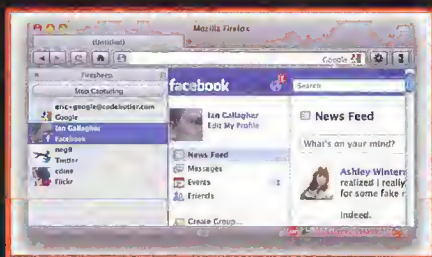 Mozilla Firefox
(Untitled)
Google
Firesheep
Stop Capturing
eric+google@codebutler.com
Google
Ian Gallagher
Facebook
neg9
Twitter
Flickr
facebook
Search
Ian Gallagher
Edit My Profile
News Feed
Messages
Events
Friends
Create Group...
News Feed
What's on your mind?
Ashley Winters
realized I really
for some fake r
Indeed.